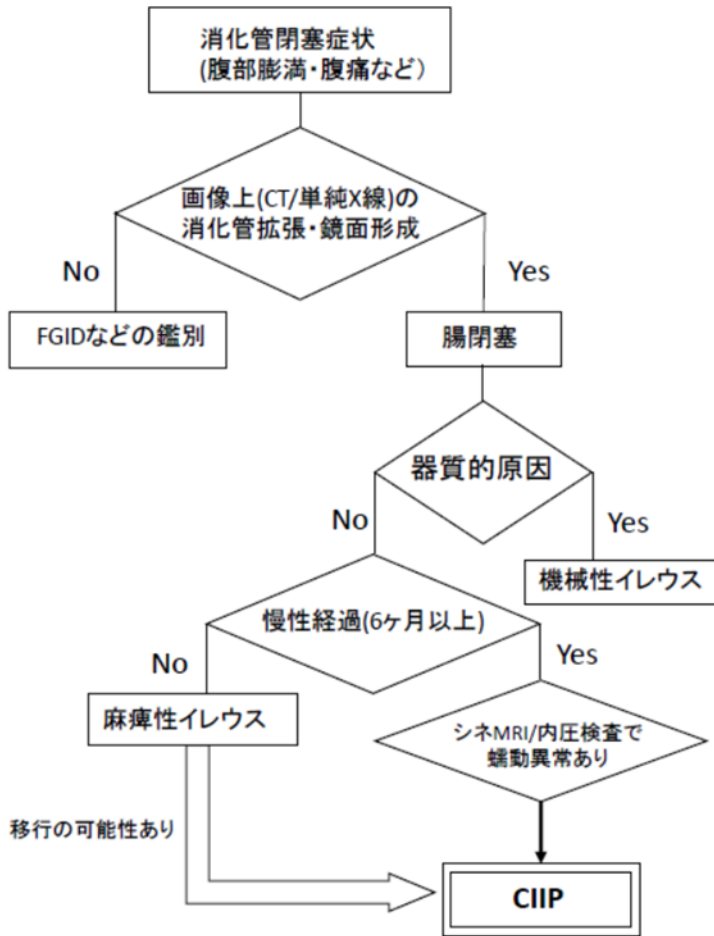 消化管閉塞症状
(腹部膨満・腹痛など）
画像上(CT/単純X線)の
消化管拡張・鏡面形成
No
Yes
FGIDなどの鑑別
腸閉塞
器質的原因
No
Yes
機械性イレウス
慢性経過(6ヶ月以上)
No
Yes
麻痺性イレウス
シネMRI/内圧検査で
蠕動異常あり
移行の可能性あり
CIIP